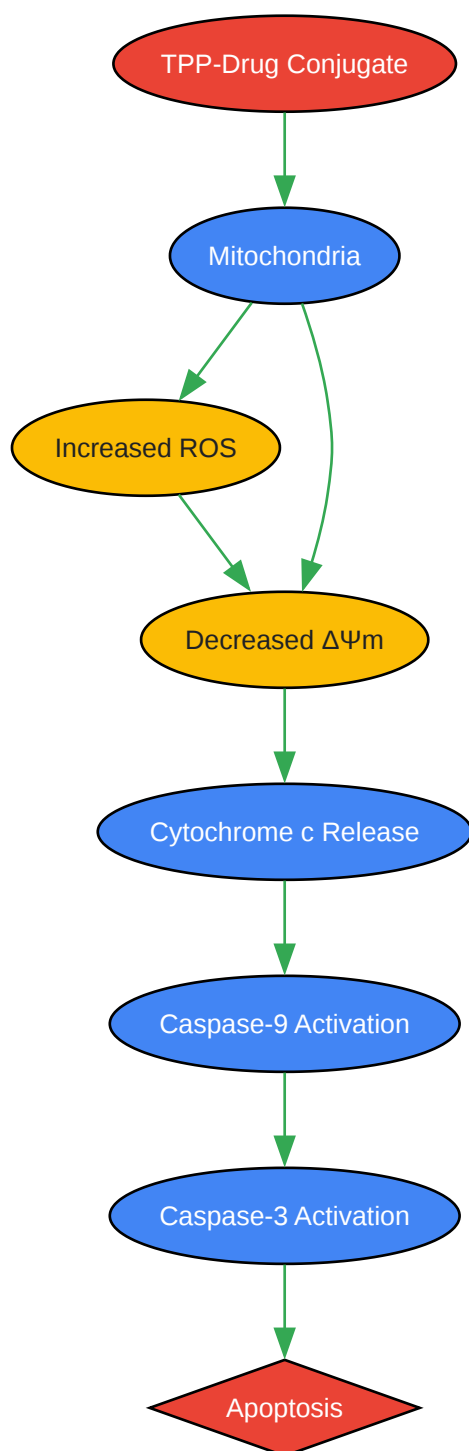 TPP-Drug Conjugate
Mitochondria
Increased ROS
Decreased ΔΨm
Cytochrome c Release
Caspase-9 Activation
Caspase-3 Activation
Apoptosis